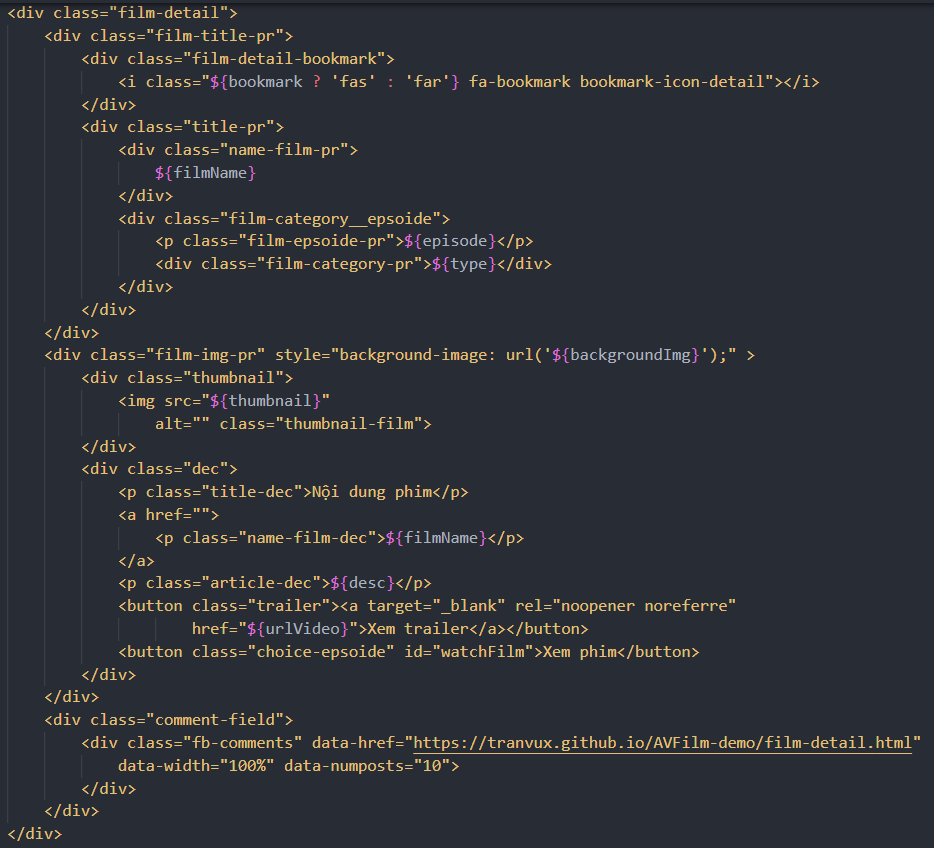 <div class="film-detail">
    <div class="film-title-pr">
        <div class="film-detail-bookmark">
            <i class="${bookmark ? 'fas' : 'far'} fa-bookmark bookmark-icon-detail"></i>
        </div>
        <div class="title-pr">
            <div class="name-film-pr">
                ${filmName}
            </div>
            <div class="film-category__epsoide">
                <p class="film-epsoide-pr">${episode}</p>
                <div class="film-category-pr">${type}</div>
            </div>
        </div>
    </div>
    <div class="film-img-pr" style="background-image: url('${backgroundImg}');" >
        <div class="thumbnail">
            <img src="${thumbnail}"
                alt="" class="thumbnail-film">
        </div>
        <div class="dec">
            <p class="title-dec">Nội dung phim</p>
            <a href="">
                <p class="name-film-dec">${filmName}</p>
            </a>
            <p class="article-dec">${desc}</p>
            <button class="trailer"><a target="_blank" rel="noopener noreferre"
                    href="${urlVideo}">Xem trailer</a></button>
            <button class="choice-epsoide" id="watchFilm">Xem phim</button>
        </div>
    </div>
    <div class="comment-field">
        <div class="fb-comments" data-href="https://tranvux.github.io/AVFilm-demo/film-detail.html"
            data-width="100%" data-numposts="10">
        </div>
    </div>
</div>